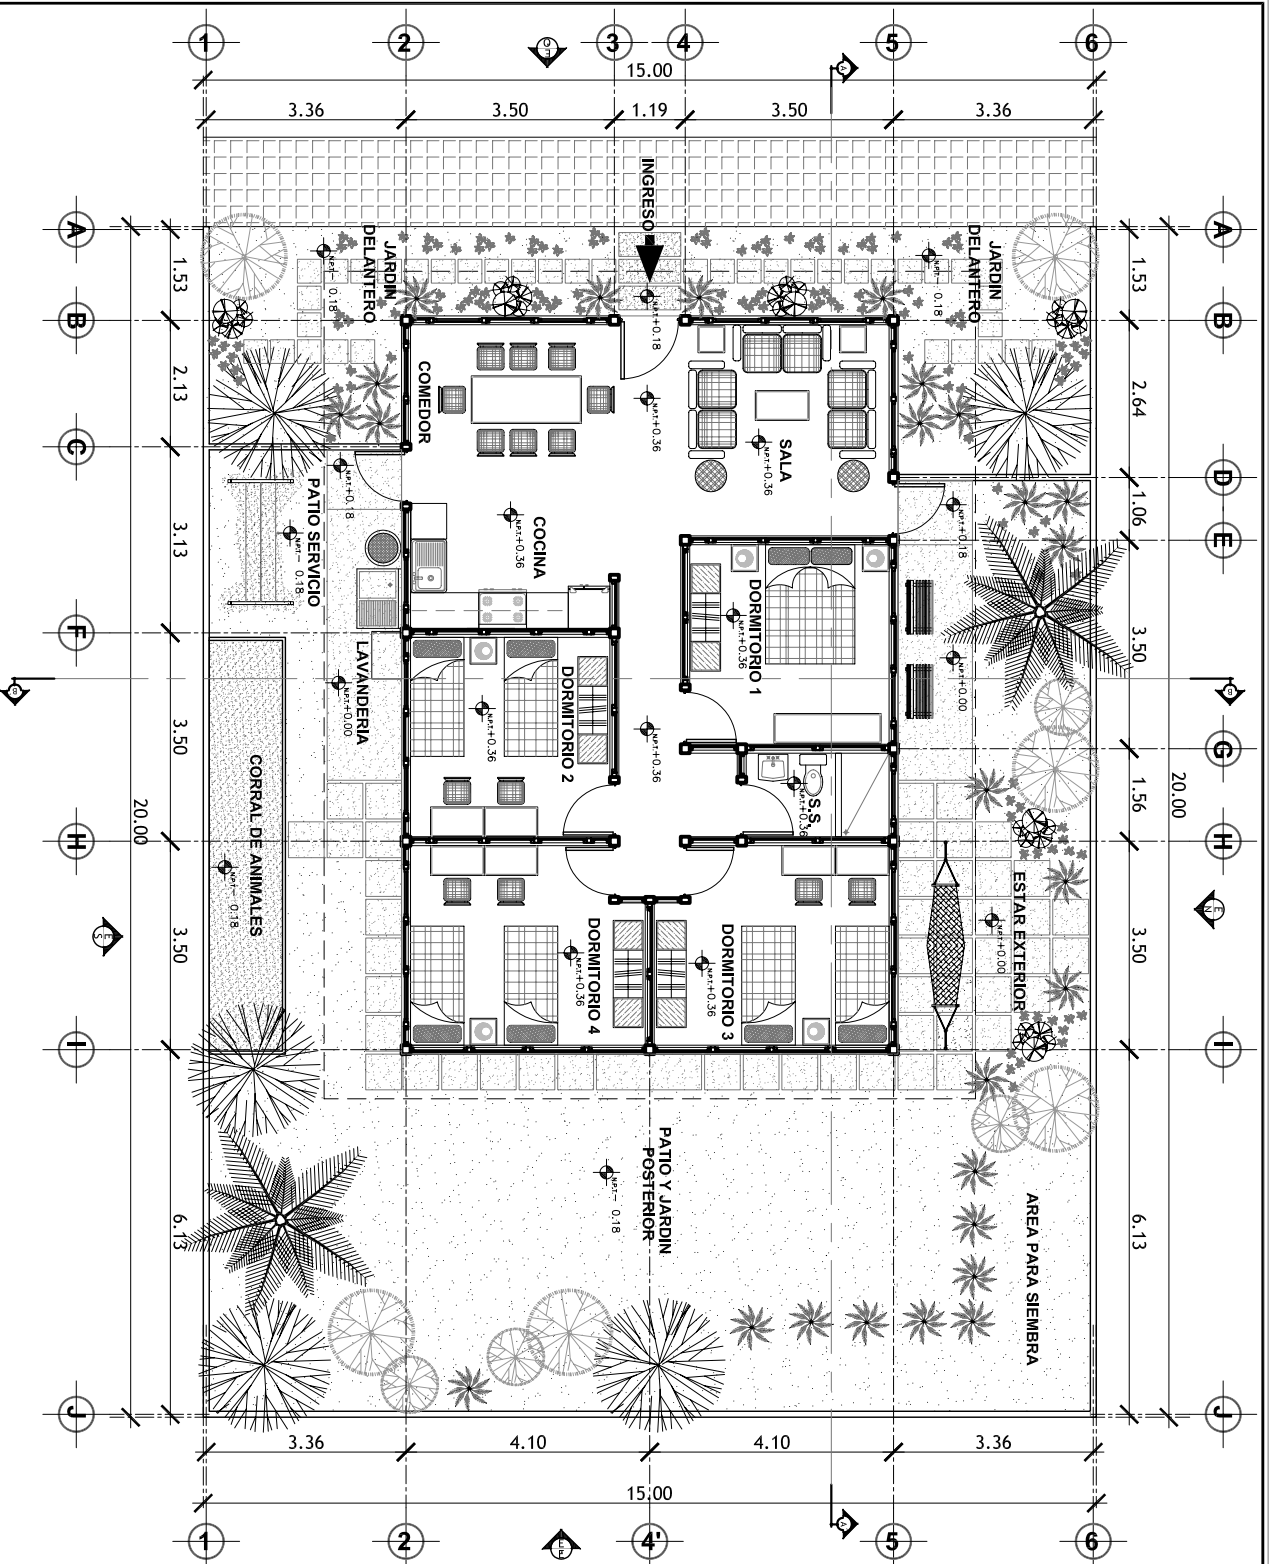 1
2
3
4
5
6
15.00
3.36
3.50
1.19
3.50
3.36
INGRESO
N.P.T.+0.18
A
A
1.53
1.53
JARDIN
DELANTERO
N.P.T.- 0.18
JARDIN
DELANTERO
N.P.T.- 0.18
B
B
2.13
2.64
COMEDOR
N.P.T.+0.36
SALA
N.P.T.+0.36
C
D
N.P.T.+0.18
N.P.T.+0.18
1.06
PATIO SERVICIO
N.P.T.- 0.18
3.13
COCINA
N.P.T.+0.36
E
DORMITORIO 1
N.P.T.+0.36
3.50
F
LAVANDERIA
N.P.T.+0.00
N.P.T.+0.00
DORMITORIO 2
N.P.T.+0.36
N.P.T.+0.36
3.50
G
S.S.
N.P.T.+0.36
1.56
20.00
20.00
CORRAL DE ANIMALES
N.P.T.- 0.18
H
H
ESTAR EXTERIOR
N.P.T.+0.00
DORMITORIO 4
N.P.T.+0.36
DORMITORIO 3
N.P.T.+0.36
3.50
3.50
I
I
PATIO Y JARDIN
POSTERIOR
N.P.T.- 0.18
AREA PARA SIEMBRA
6.13
6.13
J
J
3.36
4.10
4.10
3.36
15.00
1
2
4'
5
6